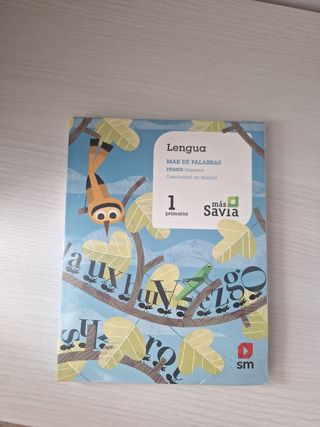 Lengua
MAR DE PALABRAS
PRIMER trimestre
Comunidad de Madrid
1
primaria
más
Savia
sm